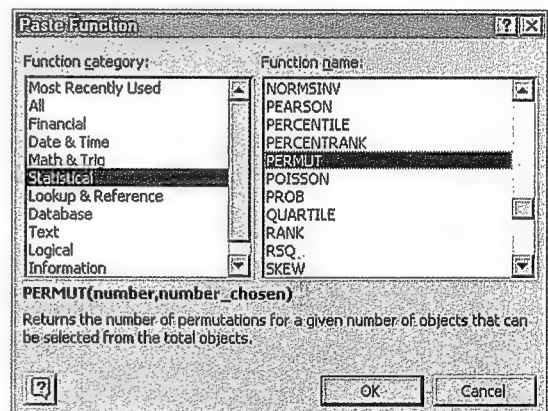 Paste Function
Function category:
Most Recently Used
All
Financial
Date & Time
Math & Trig
Statistical
Lookup & Reference
Database
Text
Logical
Information
Function name:
NORMSINV
PEARSON
PERCENTILE
PERCENTRANK
PERMUT
POISSON
PROB
QUARTILE
RANK
RSQ
SKEW
PERMUT(number,number_chosen)
Returns the number of permutations for a given number of objects that can
be selected from the total objects.
OK
Cancel